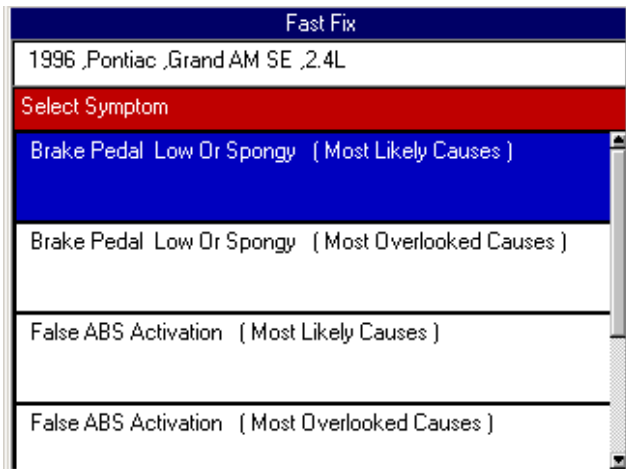 Fast Fix
1996 ,Pontiac ,Grand AM SE ,2.4L
Select Symptom
Brake Pedal Low Or Spongy ( Most Likely Causes )
Brake Pedal Low Or Spongy ( Most Overlooked Causes )
False ABS Activation ( Most Likely Causes )
False ABS Activation ( Most Overlooked Causes )